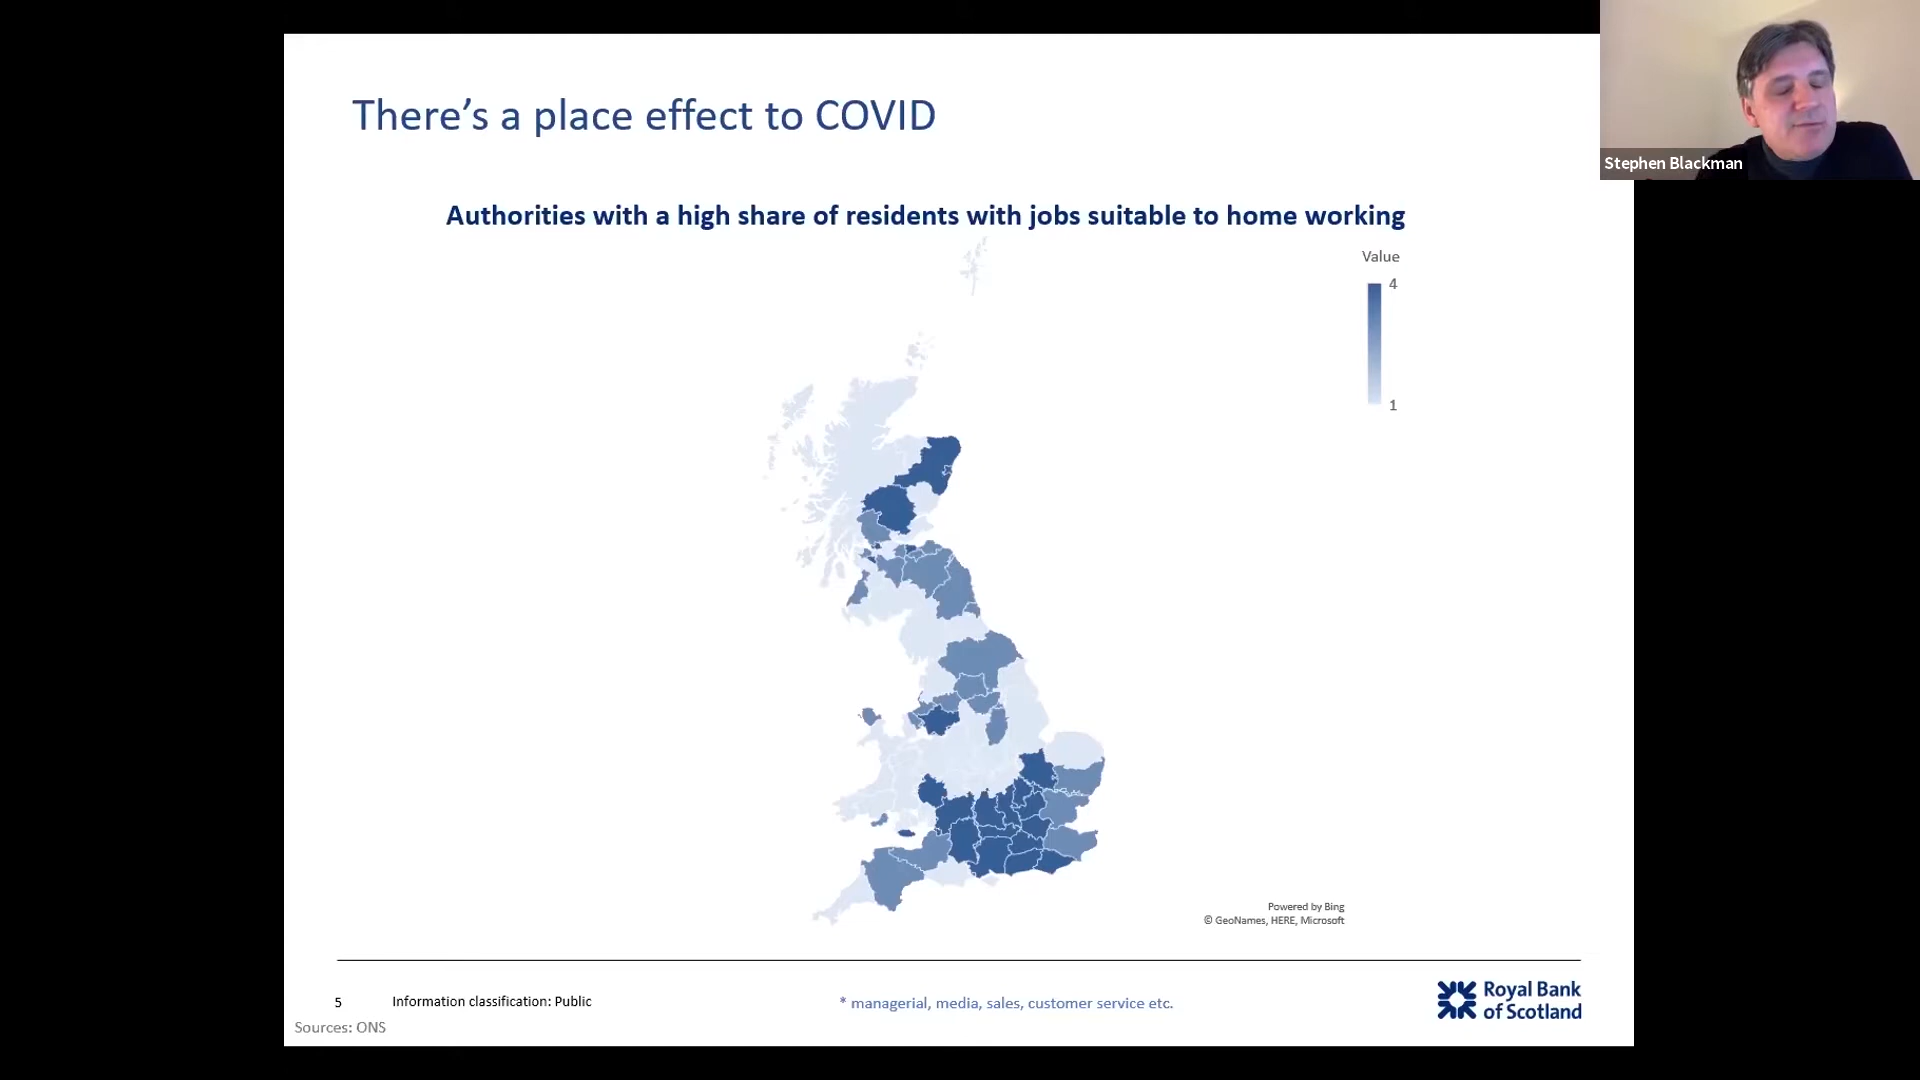 There's a place effect to COVID
Stephen Blackman
Authorities with a high share of residents with jobs suitable to home working
Value
4
1
Powered by Bing
© GeoNames, HERE, Microsoft
5
Information classification: Public
* managerial, media, sales, customer service etc.
Royal Bank
of Scotland
Sources: ONS